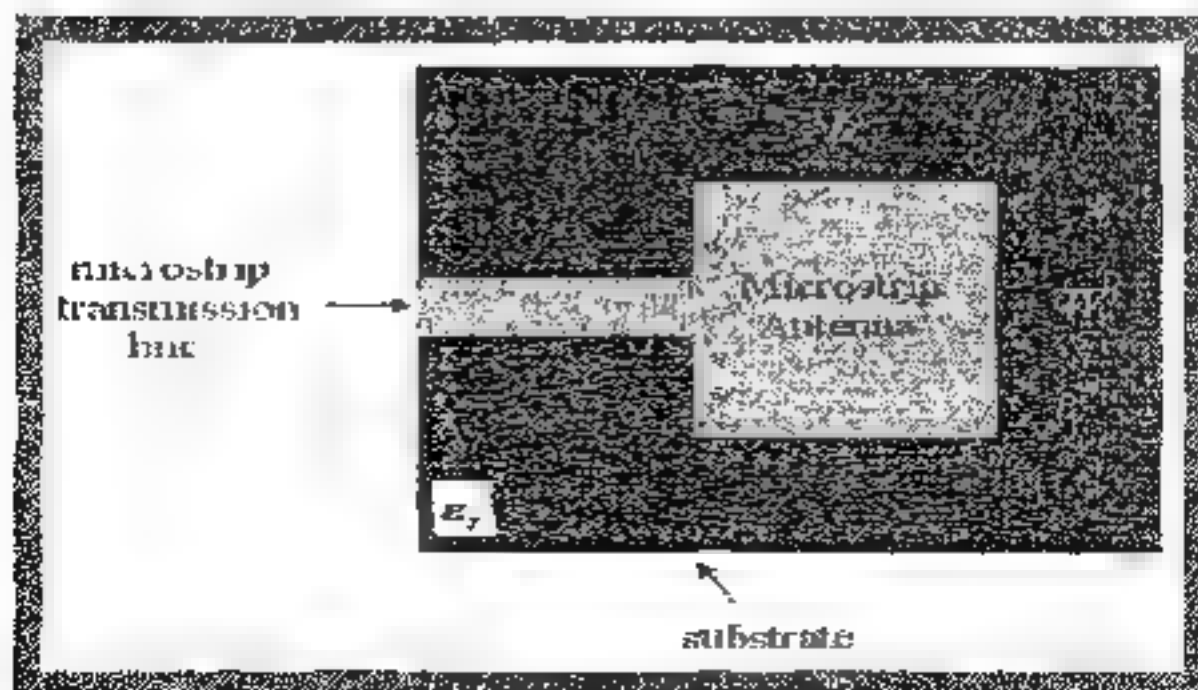 microstrip
transmission
line
Microstrip
Antenna
εr
substrate